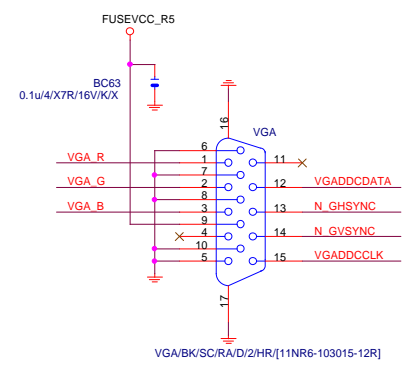 FUSEVCC_R5
BC63
0.1u/4/X7R/16V/K/X
16
VGA
6
VGA_R
1
11
7
VGA_G
2
12
VGADDCDATA
8
VGA_B
3
13
N_GHSYNC
9
4
14
N_GVSYNC
10
5
15
VGADDCCLK
17
VGA/BK/SC/RA/D/2/HR/[11NR6-103015-12R]